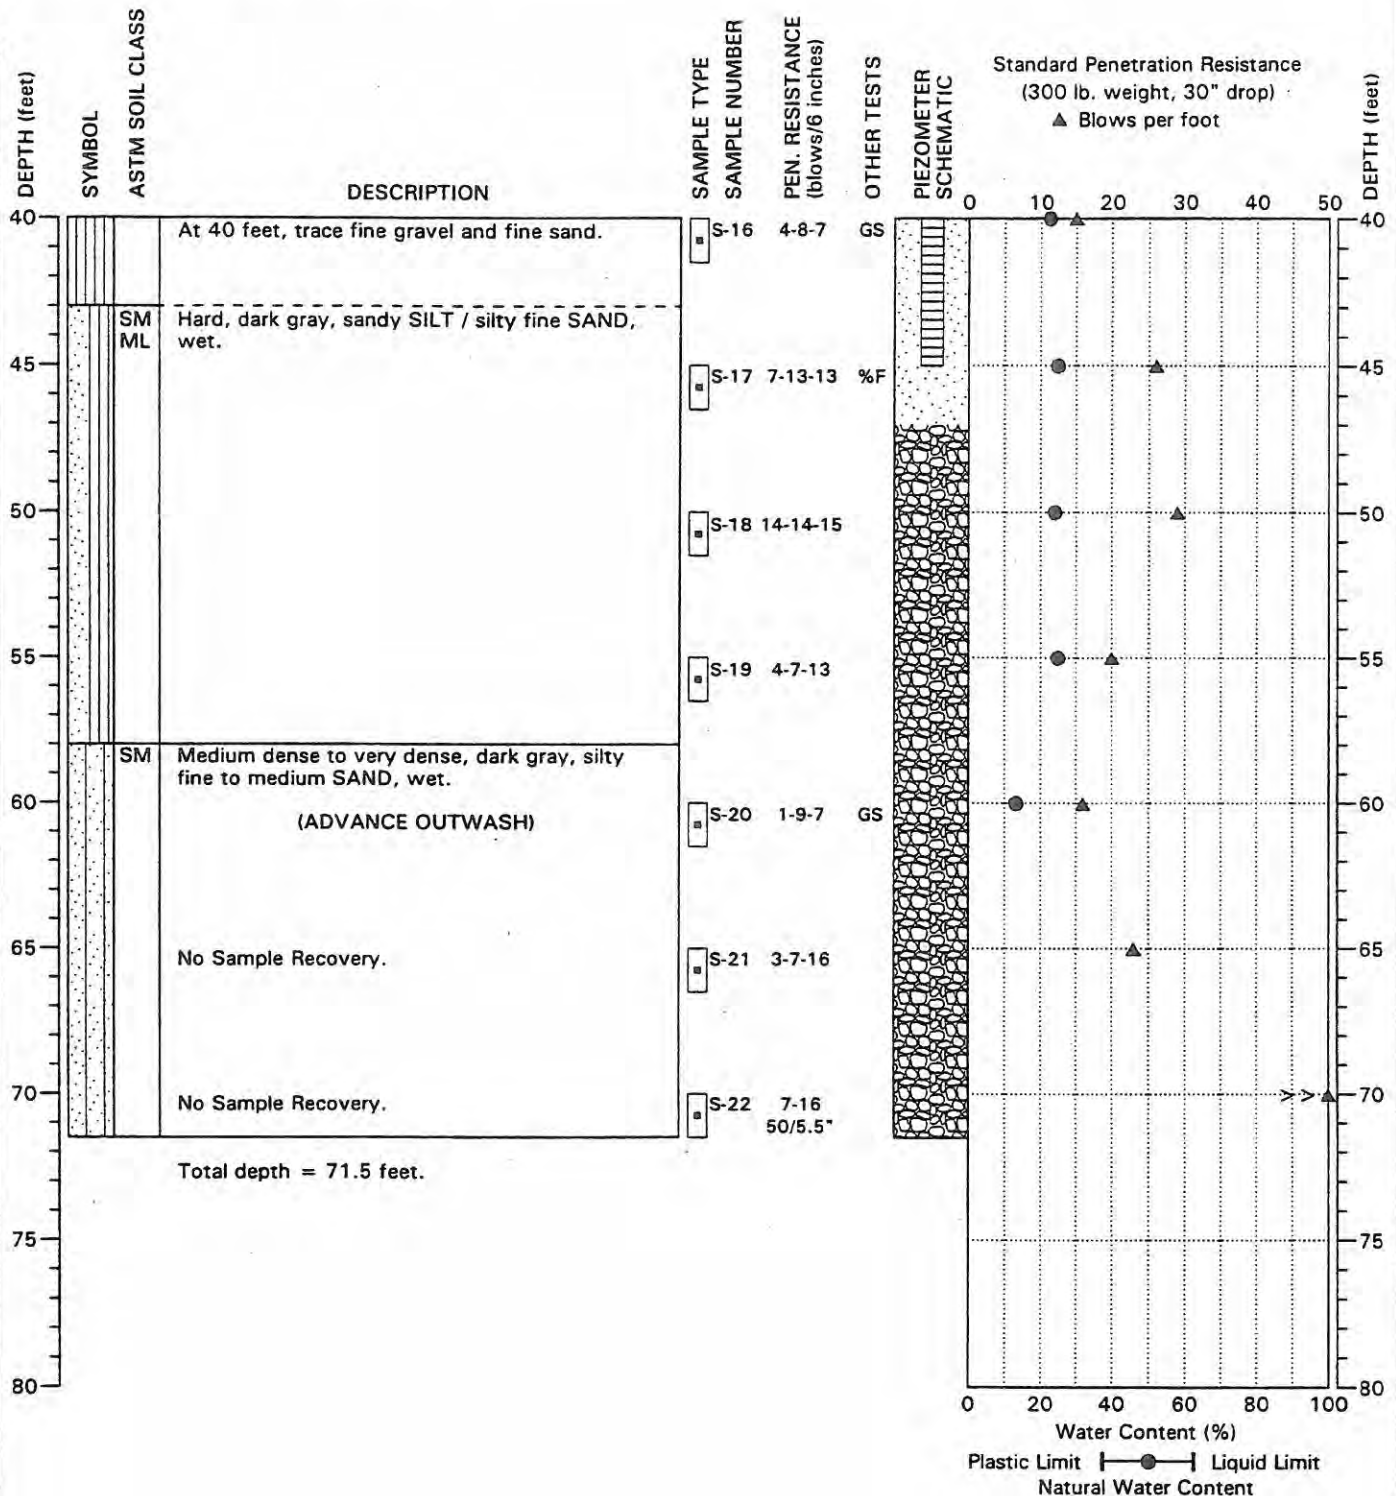 DEPTH (feet)
SYMBOL
ASTM SOIL CLASS
DESCRIPTION
SAMPLE TYPE
SAMPLE NUMBER
PEN. RESISTANCE
(blows/6 inches)
OTHER TESTS
PIEZOMETER
SCHEMATIC
Standard Penetration Resistance
(300 lb. weight, 30" drop)
▲ Blows per foot
DEPTH (feet)
0 10 20 30 40 50
40 At 40 feet, trace fine gravel and fine sand. S-16 4-8-7 GS 40
SM Hard, dark gray, sandy SILT / silty fine SAND,
ML wet.
45 S-17 7-13-13 %F 45
50 S-18 14-14-15 50
55 S-19 4-7-13 55
SM Medium dense to very dense, dark gray, silty
fine to medium SAND, wet.
60 (ADVANCE OUTWASH) S-20 1-9-7 GS 60
65 No Sample Recovery. S-21 3-7-16 65
70 No Sample Recovery. S-22 7-16 >> 70
50/5.5"
Total depth = 71.5 feet.
75 75
80 80
0 20 40 60 80 100
Water Content (%)
Plastic Limit Liquid Limit
Natural Water Content